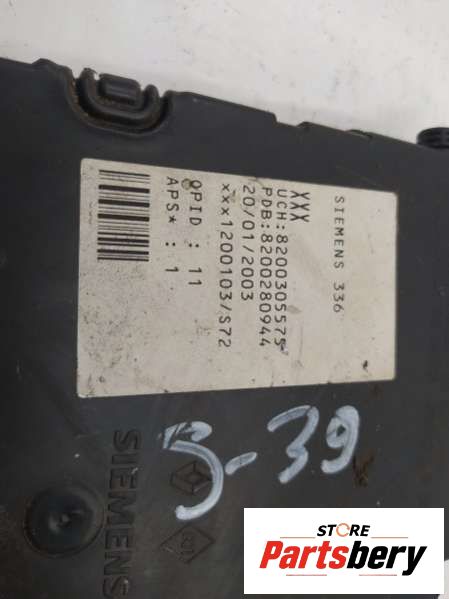 SIEMENS 336
XXX
UCH:8200305575
PDB:8200280944
20/01/2003
xxx1200103/S72
OPID : 11
APS* : 1
5-39
SIEMENS
STORE
Partsbery